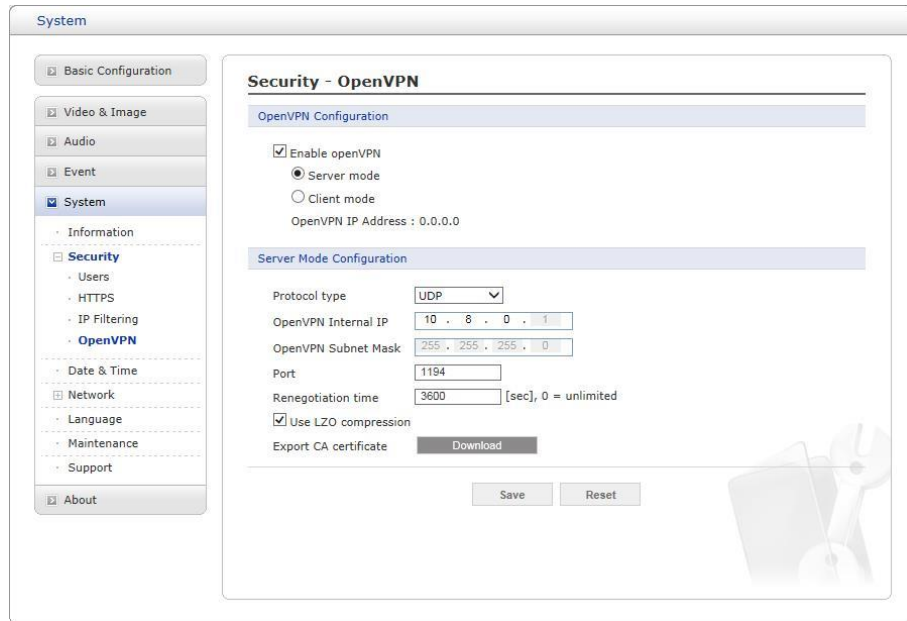 System
Basic Configuration
Video & Image
Audio
Event
System
Information
Security
Users
HTTPS
IP Filtering
OpenVPN
Date & Time
Network
Language
Maintenance
Support
About
Security - OpenVPN
OpenVPN Configuration
Enable openVPN
Server mode
Client mode
OpenVPN IP Address : 0.0.0.0
Server Mode Configuration
Protocol type UDP
OpenVPN Internal IP 10 . 8 . 0 . 1
OpenVPN Subnet Mask 255 . 255 . 255 . 0
Port 1194
Renegotiation time 3600 [sec], 0 = unlimited
Use LZO compression
Export CA certificate Download
Save Reset